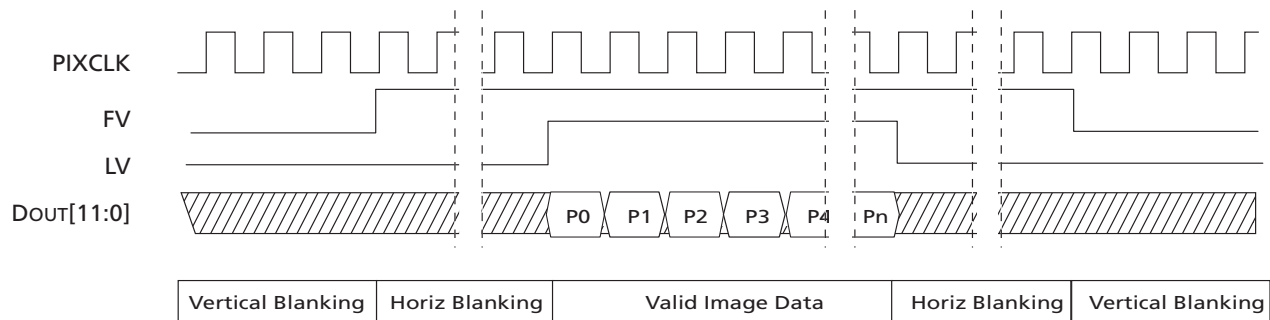 PIXCLK
FV
LV
DOUT[11:0]
P0 P1 P2 P3 P4 Pn
Vertical Blanking Horiz Blanking Valid Image Data Horiz Blanking Vertical Blanking